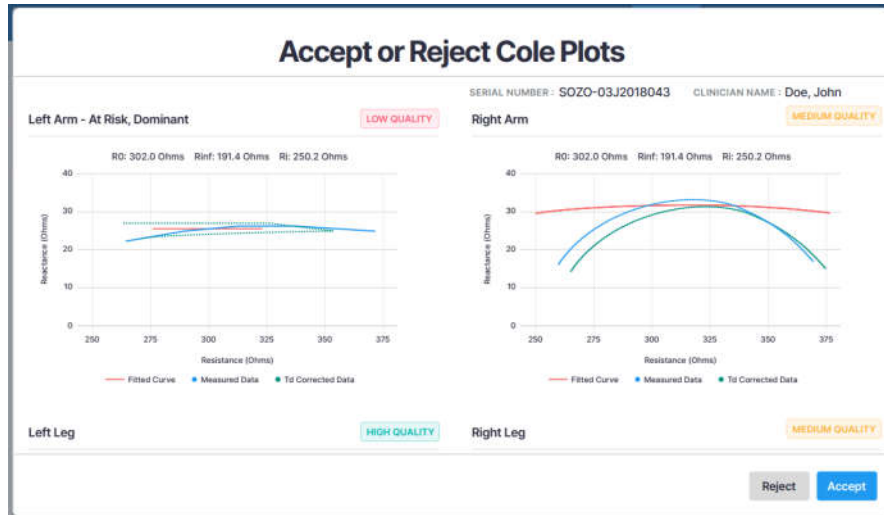 Accept or Reject Cole Plots
SERIAL NUMBER : SOZO-03J2018043 CLINICIAN NAME : Doe, John
Left Arm - At Risk, Dominant
LOW QUALITY
R0: 302.0 Ohms Rinf: 191.4 Ohms Ri: 250.2 Ohms
40
30
20
10
0
Reactance (Ohms)
250 275 300 325 350 375
Resistance (Ohms)
Fitted Curve Measured Data Td Corrected Data
Right Arm
MEDIUM QUALITY
R0: 302.0 Ohms Rinf: 191.4 Ohms Ri: 250.2 Ohms
40
30
20
10
0
Reactance (Ohms)
250 275 300 325 350 375
Resistance (Ohms)
Fitted Curve Measured Data Td Corrected Data
Left Leg
HIGH QUALITY
Right Leg
MEDIUM QUALITY
Reject
Accept